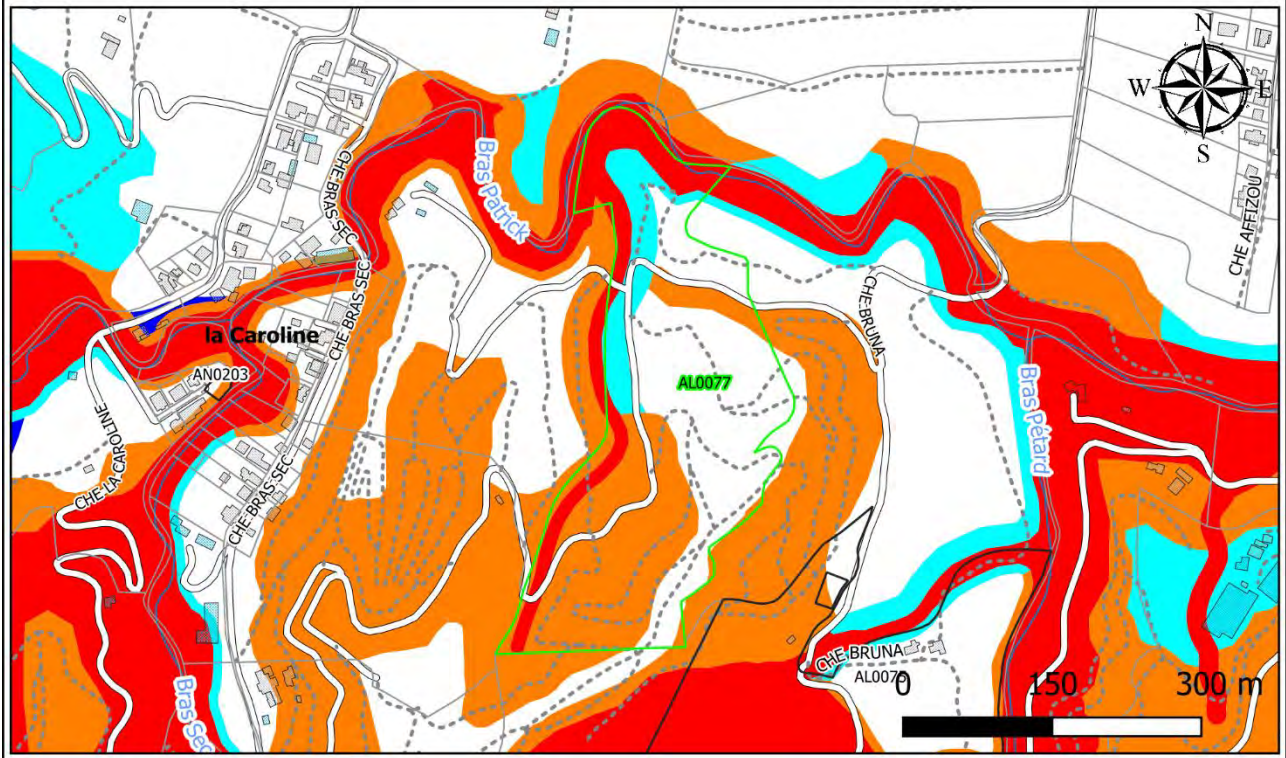 N
W E
S
Bras Patrick
CHE BRAS SEC
CHE AFFIZOU
CHE BRAS SEC
la Caroline
CHE BRUNA
AN0203
AL0077
Bras Pétard
CHE LA CAROLINE
CHE BRAS SEC
CHE BRUNA
AL0075
Bras Sec
0 150 300 m